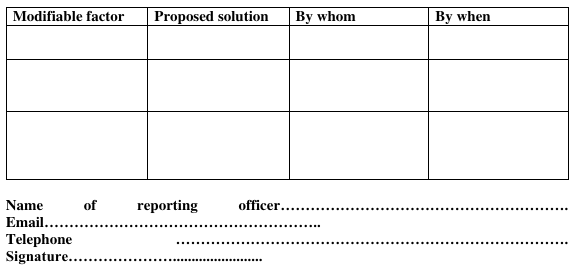 Modifiable factor Proposed solution By whom By when
Name of reporting officer……………………………………………………
Email………………………………………………..
Telephone ……………………………………………………………………….
Signature…………………........................